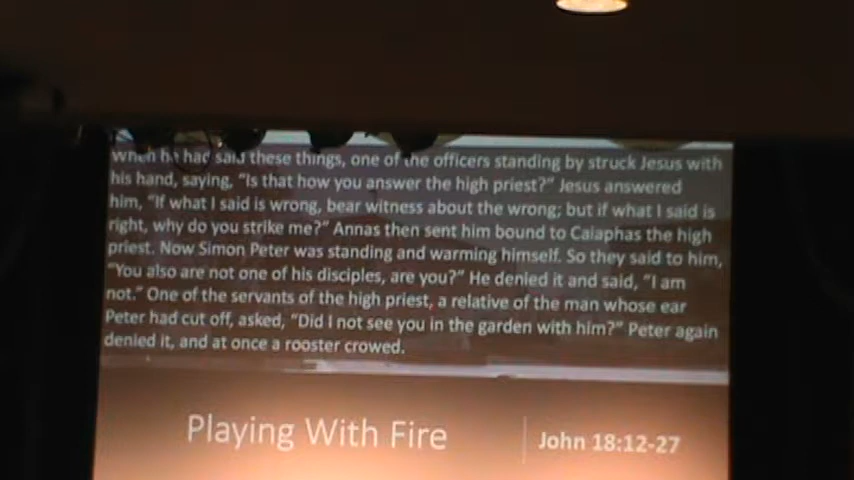 When he had said these things, one of the officers standing by struck Jesus with
his hand, saying, “Is that how you answer the high priest?” Jesus answered
him, “If what I said is wrong, bear witness about the wrong; but if what I said is
right, why do you strike me?” Annas then sent him bound to Caiaphas the high
priest. Now Simon Peter was standing and warming himself. So they said to him,
“You also are not one of his disciples, are you?” He denied it and said, “I am
not.” One of the servants of the high priest, a relative of the man whose ear
Peter had cut off, asked, “Did I not see you in the garden with him?” Peter again
denied it, and at once a rooster crowed.
Playing With Fire
John 18:12-27